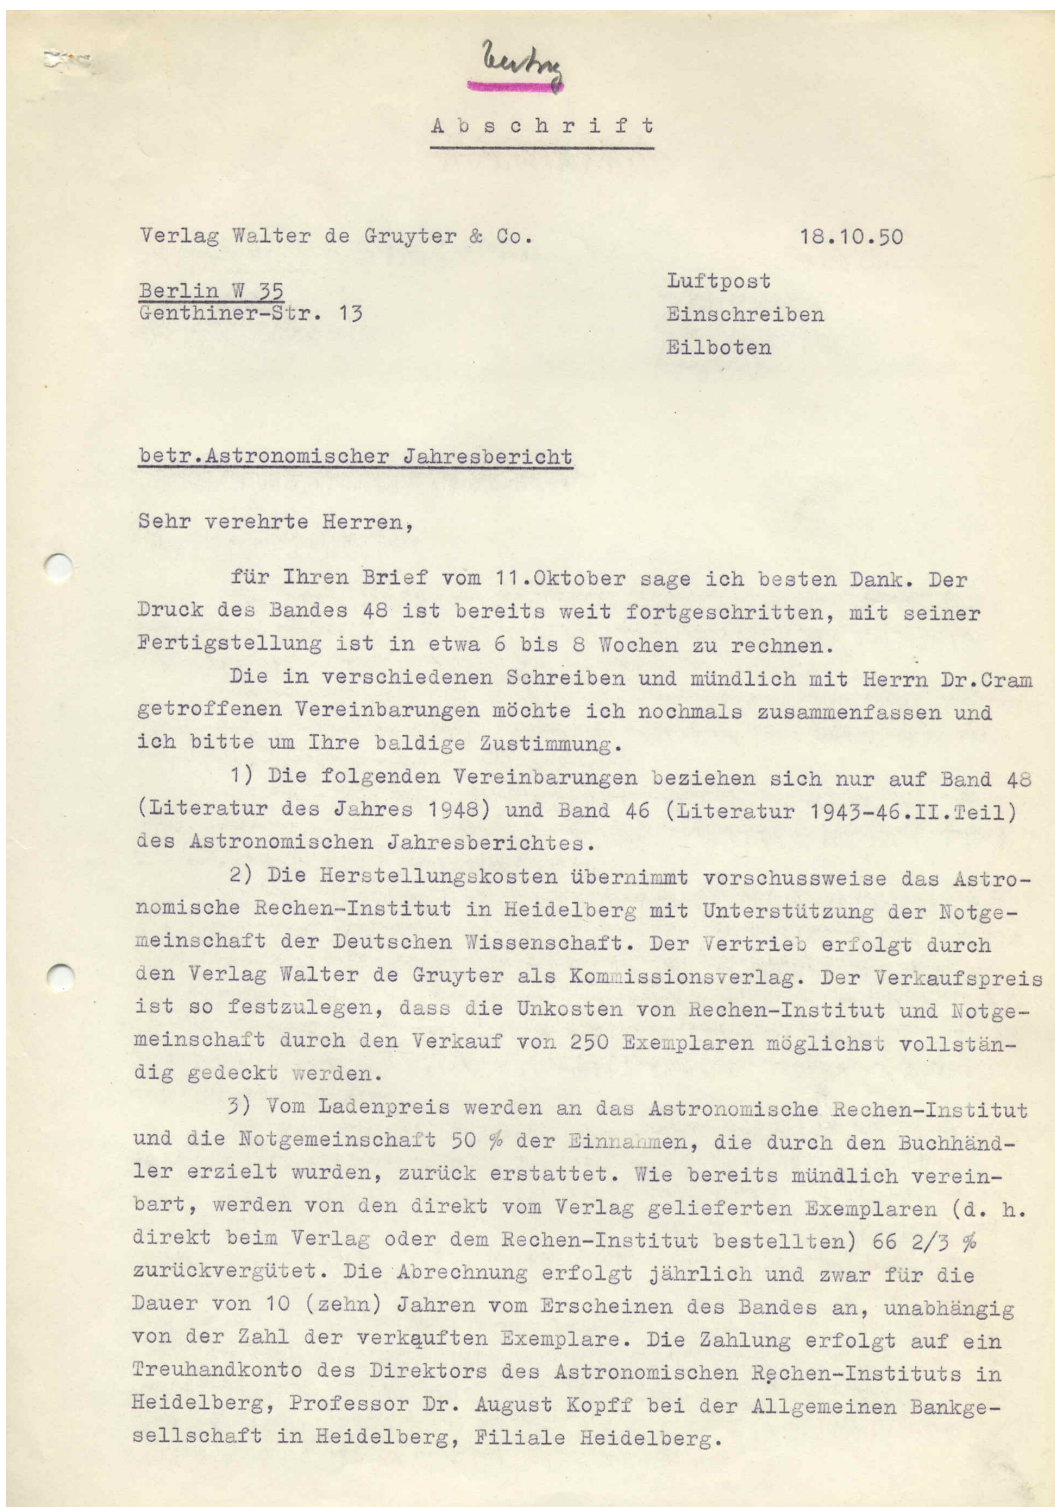 Vertrag
Abschrift
Verlag Walter de Gruyter & Co. 18.10.50
Berlin W 35
Genthiner-Str. 13
Luftpost
Einschreiben
Eilboten
betr.Astronomischer Jahresbericht
Sehr verehrte Herren,
für Ihren Brief vom 11.Oktober sage ich besten Dank. Der
Druck des Bandes 48 ist bereits weit fortgeschritten, mit seiner
Fertigstellung ist in etwa 6 bis 8 Wochen zu rechnen.
Die in verschiedenen Schreiben und mündlich mit Herrn Dr.Cram
getroffenen Vereinbarungen möchte ich nochmals zusammenfassen und
ich bitte um Ihre baldige Zustimmung.
1) Die folgenden Vereinbarungen beziehen sich nur auf Band 48
(Literatur des Jahres 1948) und Band 46 (Literatur 1943-46.II.Teil)
des Astronomischen Jahresberichtes.
2) Die Herstellungskosten übernimmt vorschussweise das Astro-
nomische Rechen-Institut in Heidelberg mit Unterstützung der Notge-
meinschaft der Deutschen Wissenschaft. Der Vertrieb erfolgt durch
den Verlag Walter de Gruyter als Kommissionsverlag. Der Verkaufspreis
ist so festzulegen, dass die Unkosten von Rechen-Institut und Notge-
meinschaft durch den Verkauf von 250 Exemplaren möglichst vollstän-
dig gedeckt werden.
3) Vom Ladenpreis werden an das Astronomische Rechen-Institut
und die Notgemeinschaft 50 % der Einnahmen, die durch den Buchhänd-
ler erzielt wurden, zurück erstattet. Wie bereits mündlich verein-
bart, werden von den direkt vom Verlag gelieferten Exemplaren (d. h.
direkt beim Verlag oder dem Rechen-Institut bestellten) 66 2/3 %
zurückvergütet. Die Abrechnung erfolgt jährlich und zwar für die
Dauer von 10 (zehn) Jahren vom Erscheinen des Bandes an, unabhängig
von der Zahl der verkauften Exemplare. Die Zahlung erfolgt auf ein
Treuhandkonto des Direktors des Astronomischen Rechen-Instituts in
Heidelberg, Professor Dr. August Kopff bei der Allgemeinen Bankge-
sellschaft in Heidelberg, Filiale Heidelberg.